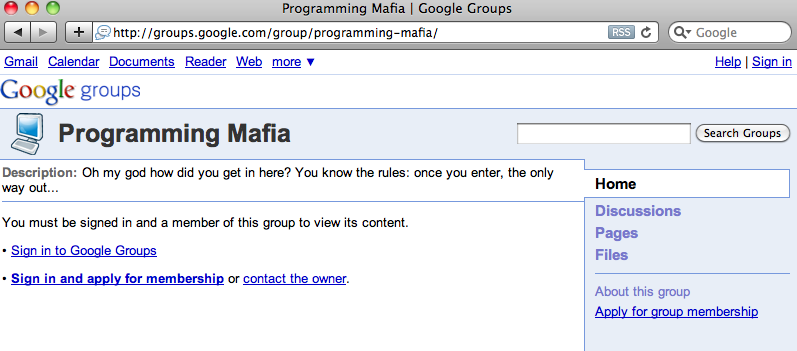 Programming Mafia | Google Groups
http://groups.google.com/group/programming-mafia/ RSS Google
Gmail Calendar Documents Reader Web more ▼ Help | Sign in
Google groups
Programming Mafia Search Groups
Description: Oh my god how did you get in here? You know the rules: once you enter, the only
way out...
You must be signed in and a member of this group to view its content.
• Sign in to Google Groups
• Sign in and apply for membership or contact the owner.
Home
Discussions
Pages
Files
About this group
Apply for group membership